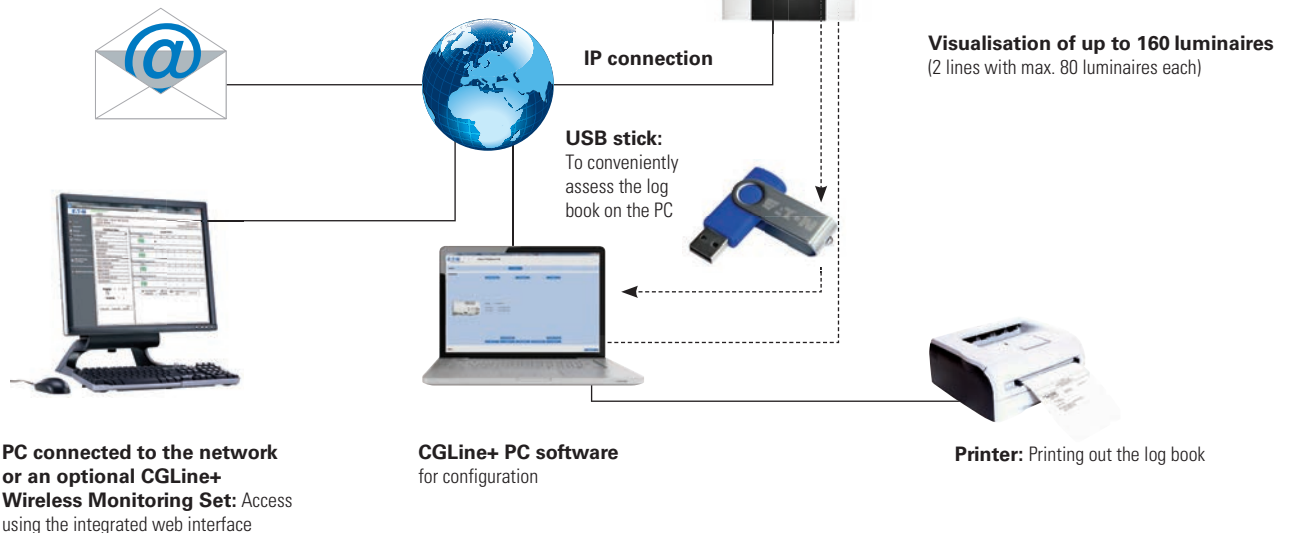 @
IP connection
Visualisation of up to 160 luminaires
(2 lines with max. 80 luminaires each)
USB stick:
To conveniently
assess the log
book on the PC
E·T·N
PC connected to the network
or an optional CGLine+
Wireless Monitoring Set: Access
using the integrated web interface
CGLine+ PC software
for configuration
Printer: Printing out the log book